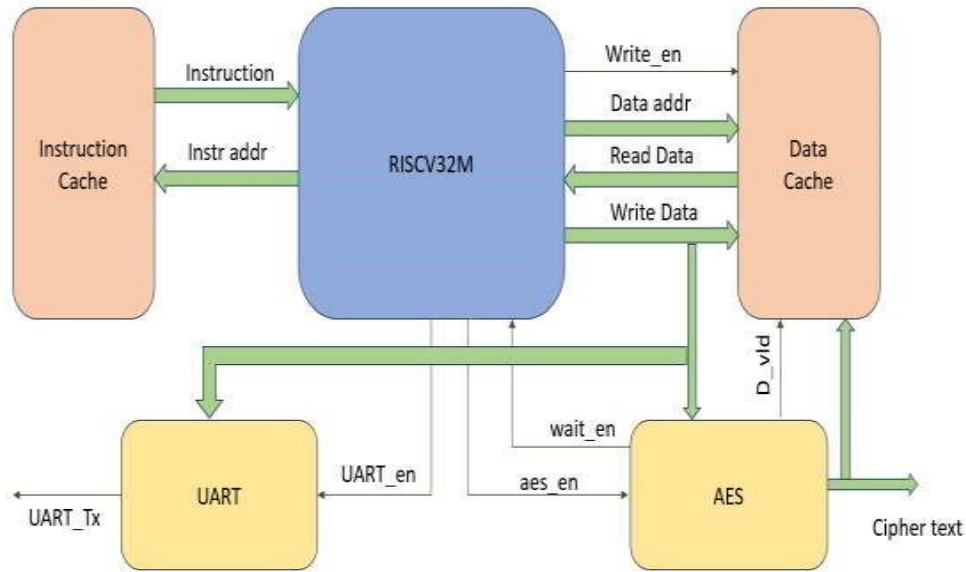 Write_en
Instruction
Data addr
Instr addr
Instruction
Cache
RISCV32M
Read Data
Data
Cache
Write Data
D_vld
wait_en
UART_en
aes_en
UART
AES
UART_Tx
Cipher text